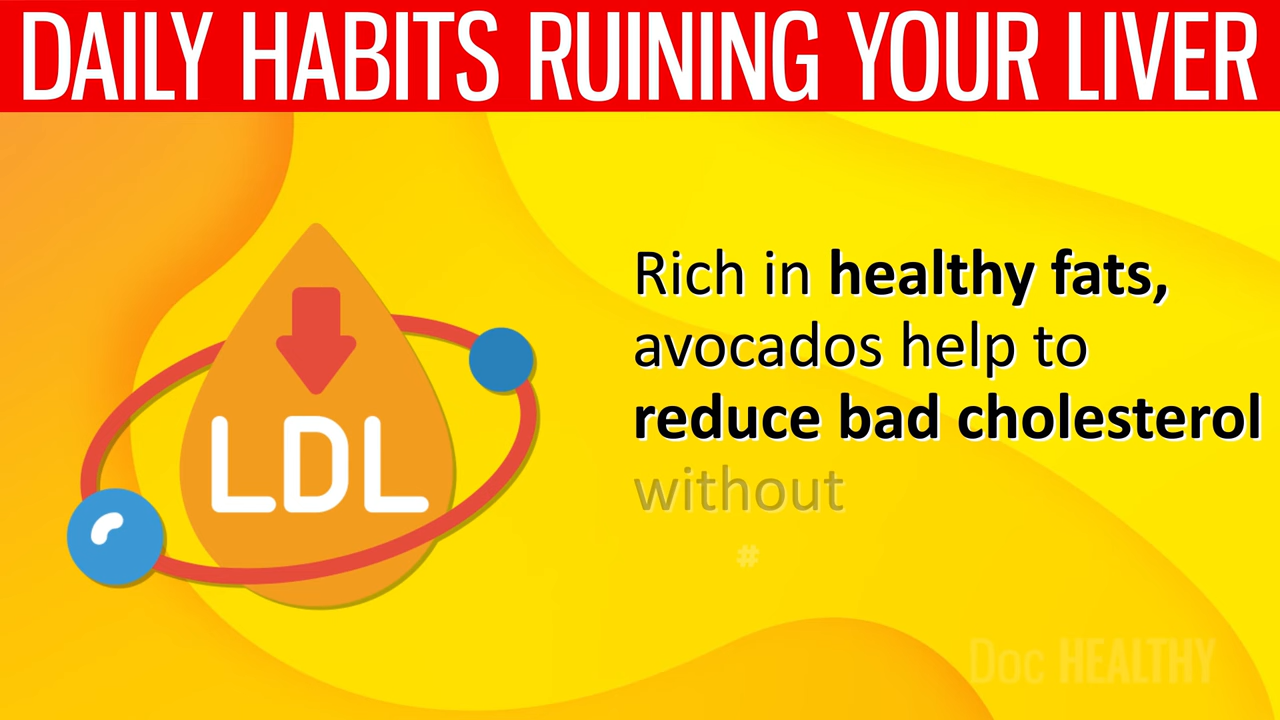 DAILY HABITS RUINING YOUR LIVER
LDL
Rich in healthy fats,
avocados help to
reduce bad cholesterol
without
#
Doc HEALTHY